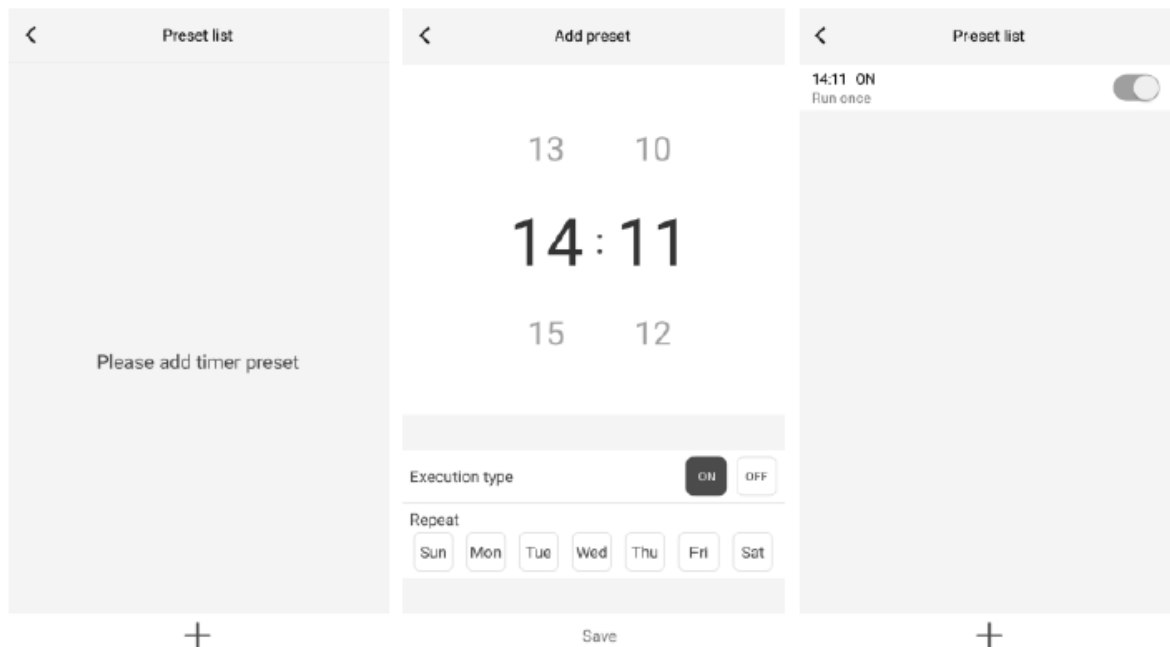 Preset list
Please add timer preset
Add preset
13 10
14 : 11
15 12
Execution type ON OFF
Repeat
Sun Mon Tue Wed Thu Fri Sat
Save
Preset list
14:11 ON
Run once